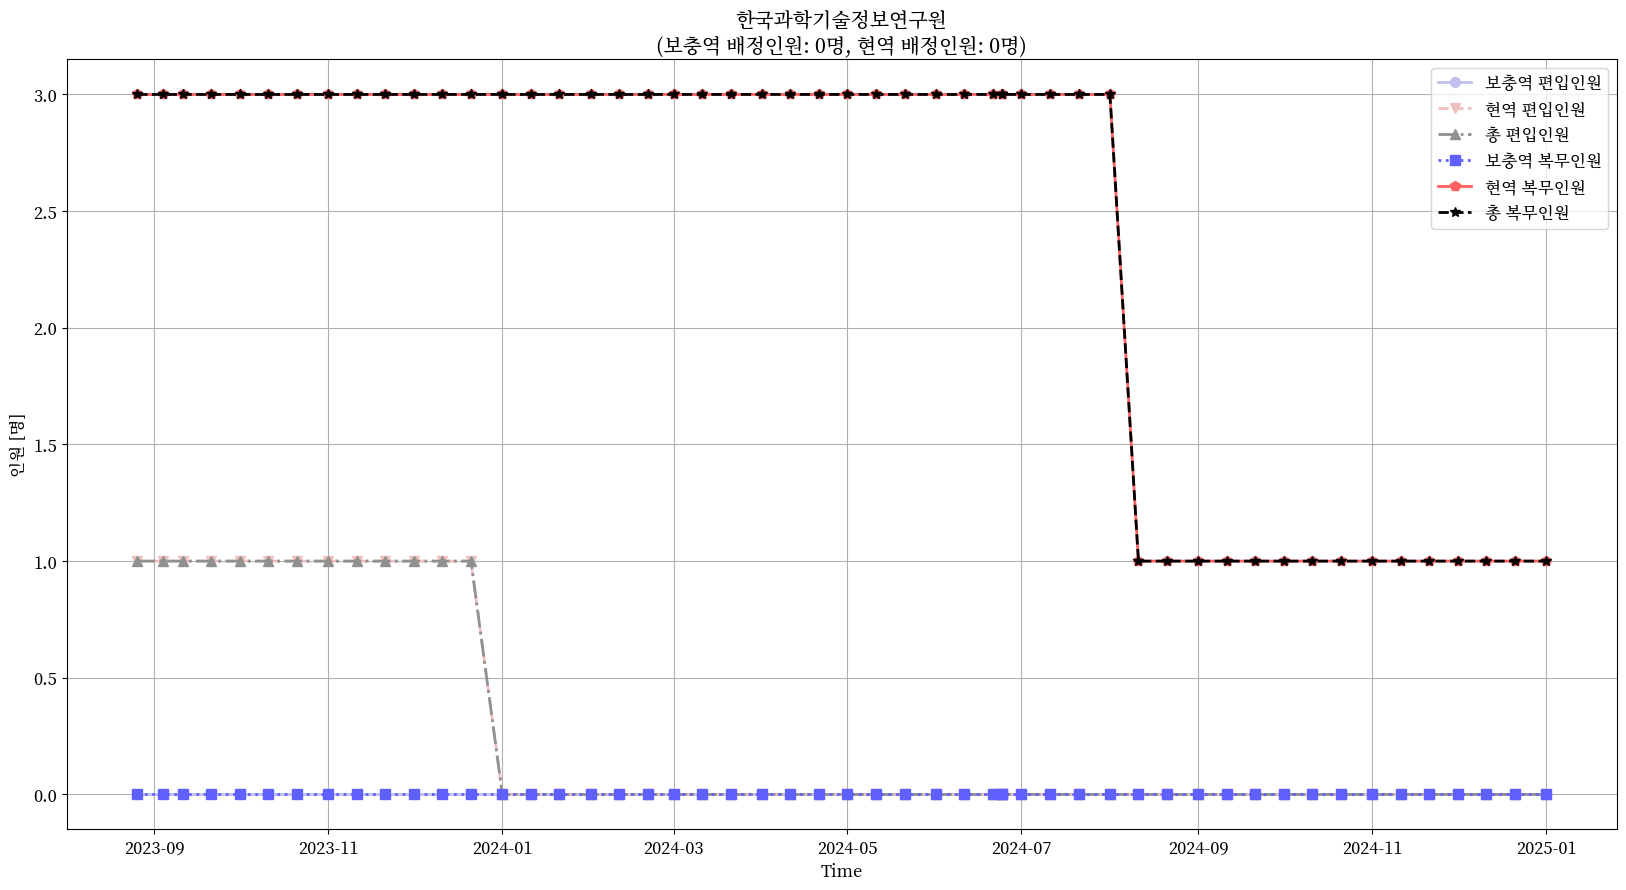 한국과학기술정보연구원
(보충역 배정인원: 0명, 현역 배정인원: 0명)
보충역 편입인원
현역 편입인원
총 편입인원
보충역 복무인원
현역 복무인원
총 복무인원
인원 [명]
3.0
2.5
2.0
1.5
1.0
0.5
0.0
2023-09
2023-11
2024-01
2024-03
2024-05
2024-07
2024-09
2024-11
2025-01
Time